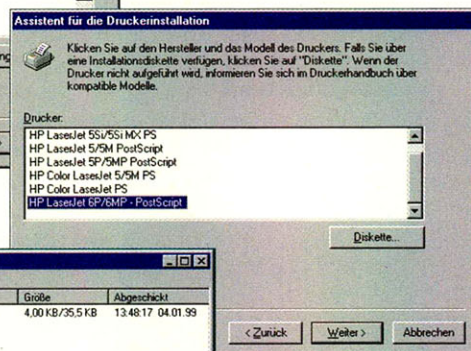 Assistent für die Druckerinstallation
Klicken Sie auf den Hersteller und das Modell des Druckers. Falls Sie über
eine Installationsdiskette verfügen, klicken Sie auf "Diskette". Wenn der
Drucker nicht aufgeführt wird, informieren Sie sich im Druckerhandbuch über
kompatible Modelle.
Drucker:
HP LaserJet 5Si/5Si MX PS
HP LaserJet 5/5M PostScript
HP LaserJet 5P/5MP PostScript
HP Color LaserJet 5/5M PS
HP Color LaserJet PS
HP LaserJet 6P/6MP - PostScript
Diskette...
Größe Abgeschickt
4,00 KB/35,5 KB 13:48:17 04.01.99
< Zurück Weiter > Abbrechen